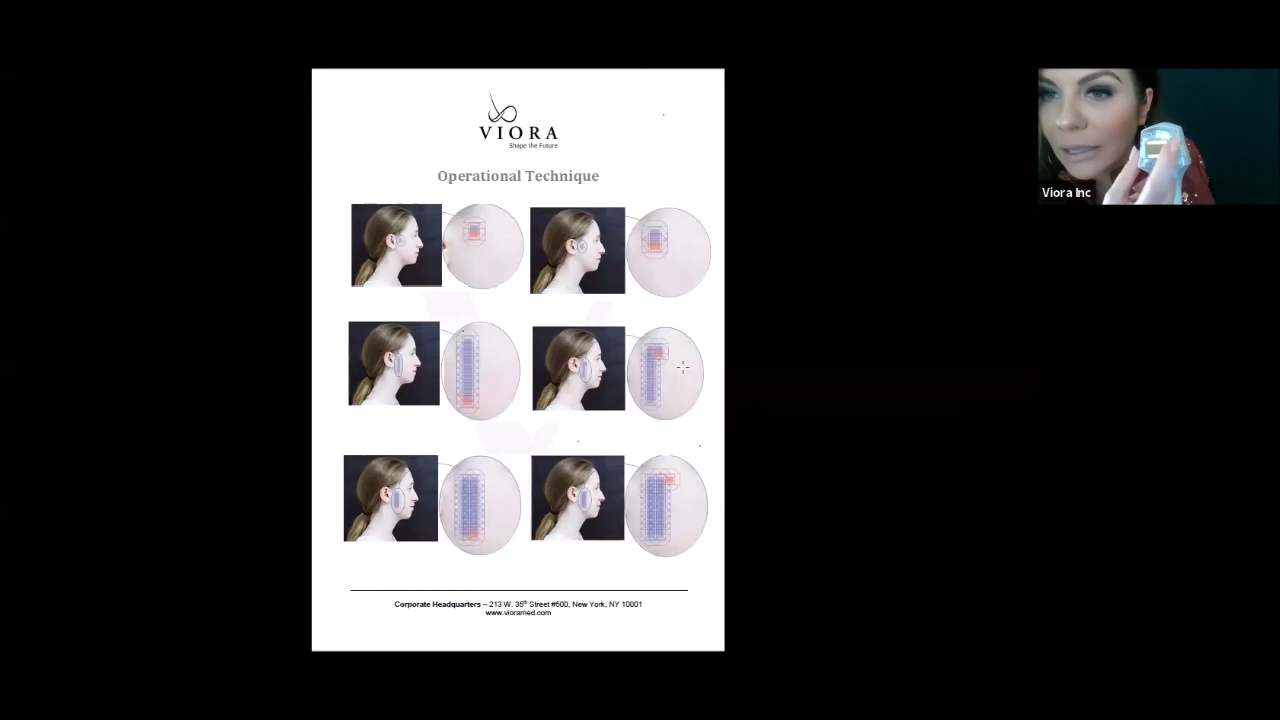 VIORA
Shape the Future
Operational Technique
Corporate Headquarters – 213 W. 35th Street #500, New York, NY 10001
www.vioramed.com
Viora Inc